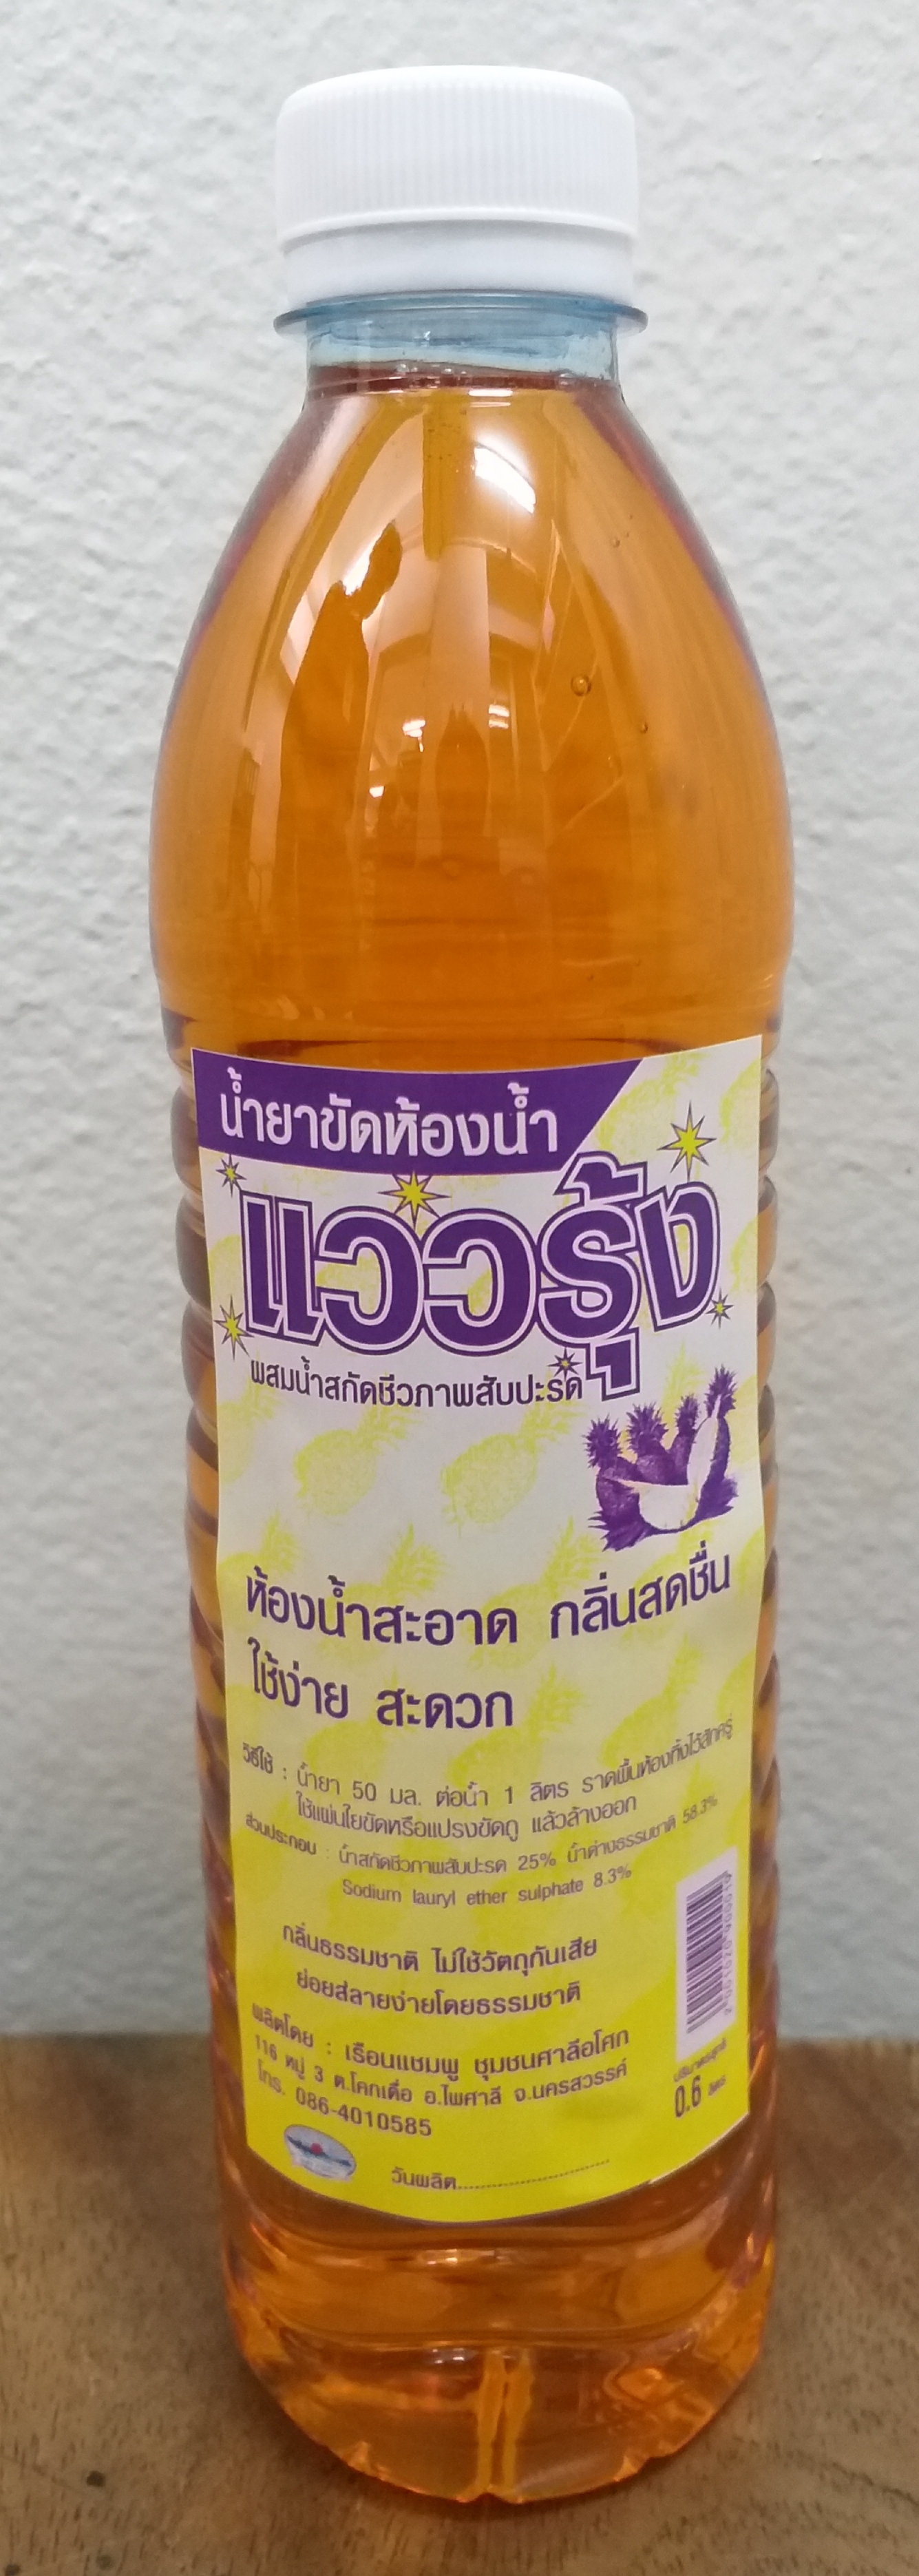 น้ำยาขัดห้องน้ำ
แวววรุ้ง
ผสมน้ำสกัดชีวภาพสับปะรด
ห้องน้ำสะอาด กลิ่นสดชื่น
ใช้ง่าย สะดวก
วิธีใช้ : น้ำยา 50 มล. ต่อน้ำ 1 ลิตร ราดพื้นห้องทิ้งไว้สักครู่
ใช้แผ่นใยขัดหรือแปรงขัดถู แล้วล้างออก
ส่วนประกอบ : น้ำสกัดชีวภาพสับปะรด 25% น้ำด่างธรรมชาติ 58.3%
Sodium lauryl ether sulphate 8.3%
กลิ่นธรรมชาติ ไม่ใช้วัตถุกันเสีย
ย่อยสลายง่ายโดยธรรมชาติ
ผลิตโดย : เรือนแชมพู ชุมชนศาลีอโศก
116 หมู่ 3 ต.โคกเดื่อ อ.ไพศาลี จ.นครสวรรค์
โทร. 086-4010585
วันผลิต
ปริมาตรสุทธิ
0.6 ลิตร